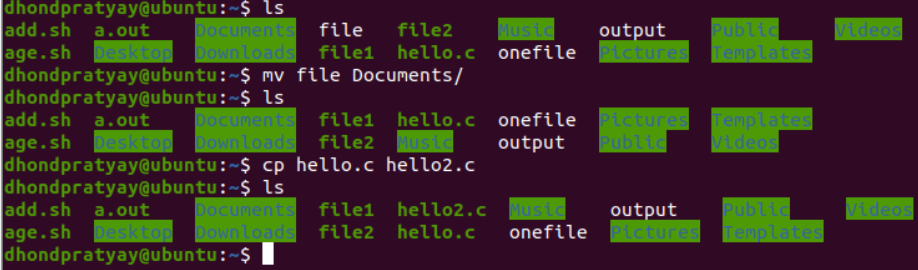 dhondpratyay@ubuntu:~$ ls
add.sh a.out Documents file file2 Music output Public Videos
age.sh Desktop Downloads file1 hello.c onefile Pictures Templates
dhondpratyay@ubuntu:~$ mv file Documents/
dhondpratyay@ubuntu:~$ ls
add.sh a.out Documents file1 hello.c onefile Pictures Templates
age.sh Desktop Downloads file2 Music output Public Videos
dhondpratyay@ubuntu:~$ cp hello.c hello2.c
dhondpratyay@ubuntu:~$ ls
add.sh a.out Documents file1 hello2.c Music output Public Videos
age.sh Desktop Downloads file2 hello.c onefile Pictures Templates
dhondpratyay@ubuntu:~$